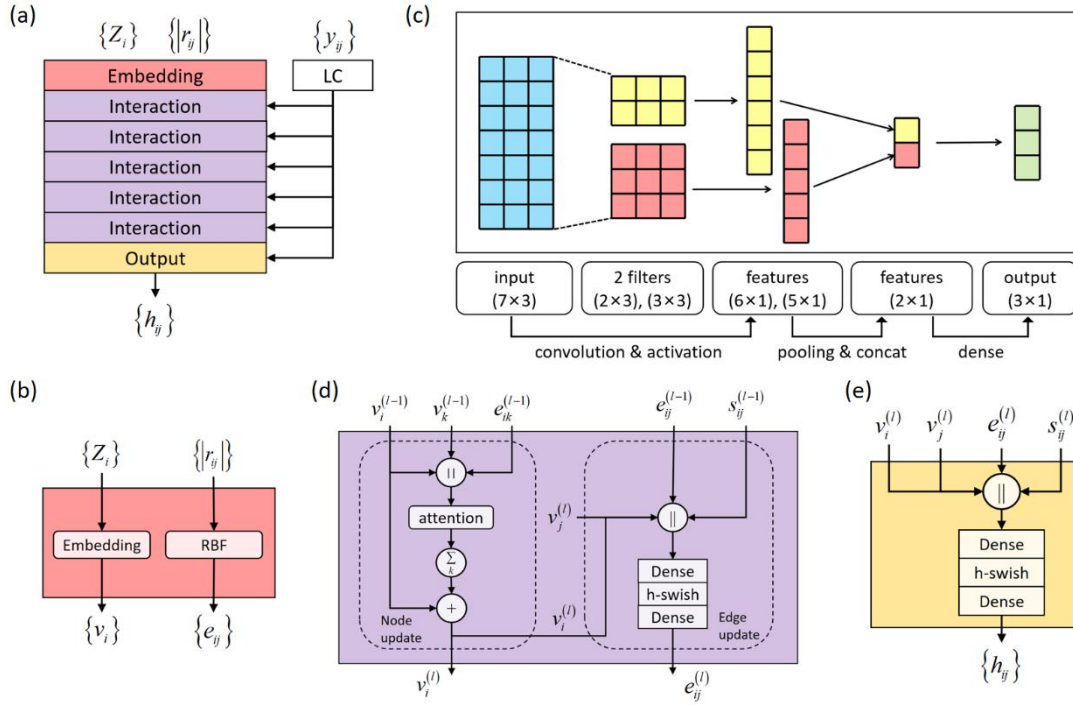 (a)
{Z_i} {|r_ij|} {y_ij}
Embedding
LC
Interaction
Interaction
Interaction
Interaction
Interaction
Output
{h_ij}
(b)
{Z_i} {|r_ij|}
Embedding RBF
{v_i} {e_ij}
(c)
input
(7×3)
2 filters
(2×3), (3×3)
features
(6×1), (5×1)
features
(2×1)
output
(3×1)
convolution & activation
pooling & concat
dense
(d)
v_i^(l-1) v_k^(l-1) e_ik^(l-1) e_ij^(l-1) s_ij^(l-1)
||
attention
∑
k
+
Node
update
v_i^(l)
v_j^(l)
||
v_i^(l)
Dense
h-swish
Dense
Edge
update
e_ij^(l)
(e)
v_i^(l) v_j^(l) e_ij^(l) s_ij^(l)
||
Dense
h-swish
Dense
{h_ij}